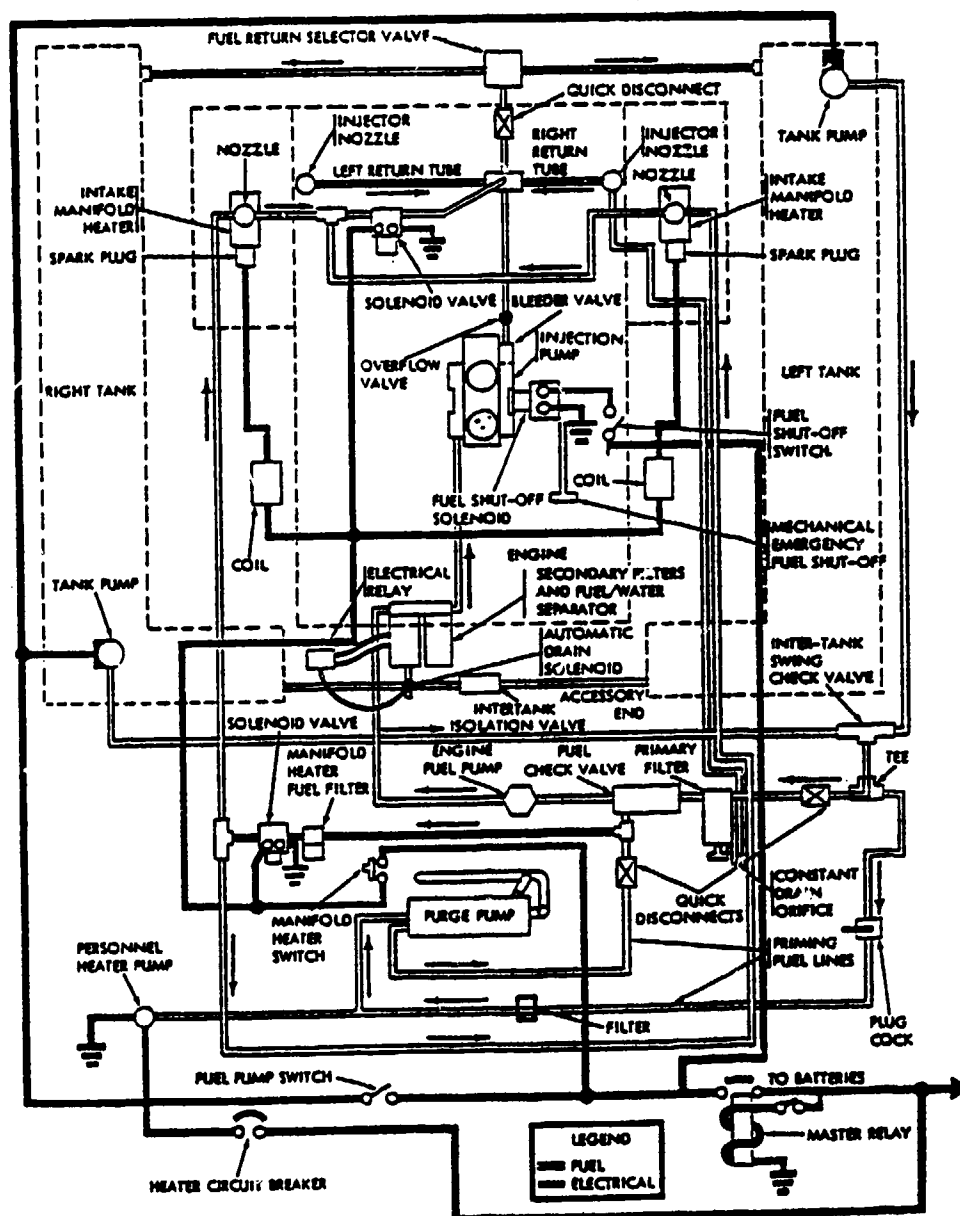 FUEL RETURN SELECTOR VALVE
QUICK DISCONNECT
TANK PUMP
INJECTOR
NOZZLE
NOZZLE
LEFT RETURN TUBE
RIGHT
RETURN
TUBE
INJECTOR
NOZZLE
NOZZLE
INTAKE
MANIFOLD
HEATER
INTAKE
MANIFOLD
HEATER
SPARK PLUG
SPARK PLUG
SOLENOID VALVE
BLEEDER VALVE
OVERFLOW
VALVE
INJECTION
PUMP
RIGHT TANK
LEFT TANK
FUEL
SHUT-OFF
SWITCH
COIL
FUEL SHUT-OFF
SOLENOID
COIL
MECHANICAL
EMERGENCY
FUEL SHUT-OFF
ENGINE
TANK PUMP
ELECTRICAL
RELAY
SECONDARY FILTERS
AND FUEL/WATER
SEPARATOR
AUTOMATIC
DRAIN
SOLENOID
INTER-TANK
SWING
CHECK VALVE
ACCESSORY
END
INTERTANK
ISOLATION VALVE
SOLENOID VALVE
MANIFOLD
HEATER
FUEL FILTER
ENGINE
FUEL PUMP
FUEL
CHECK VALVE
PRIMARY
FILTER
TEE
QUICK
DISCONNECTS
CONSTANT
DRAIN
ORIFICE
PURGE PUMP
MANIFOLD
HEATER
SWITCH
PERSONNEL
HEATER PUMP
PRIMING
FUEL LINES
FILTER
PLUG
COCK
FUEL PUMP SWITCH
TO BATTERIES
MASTER RELAY
HEATER CIRCUIT BREAKER
LEGEND
FUEL
ELECTRICAL